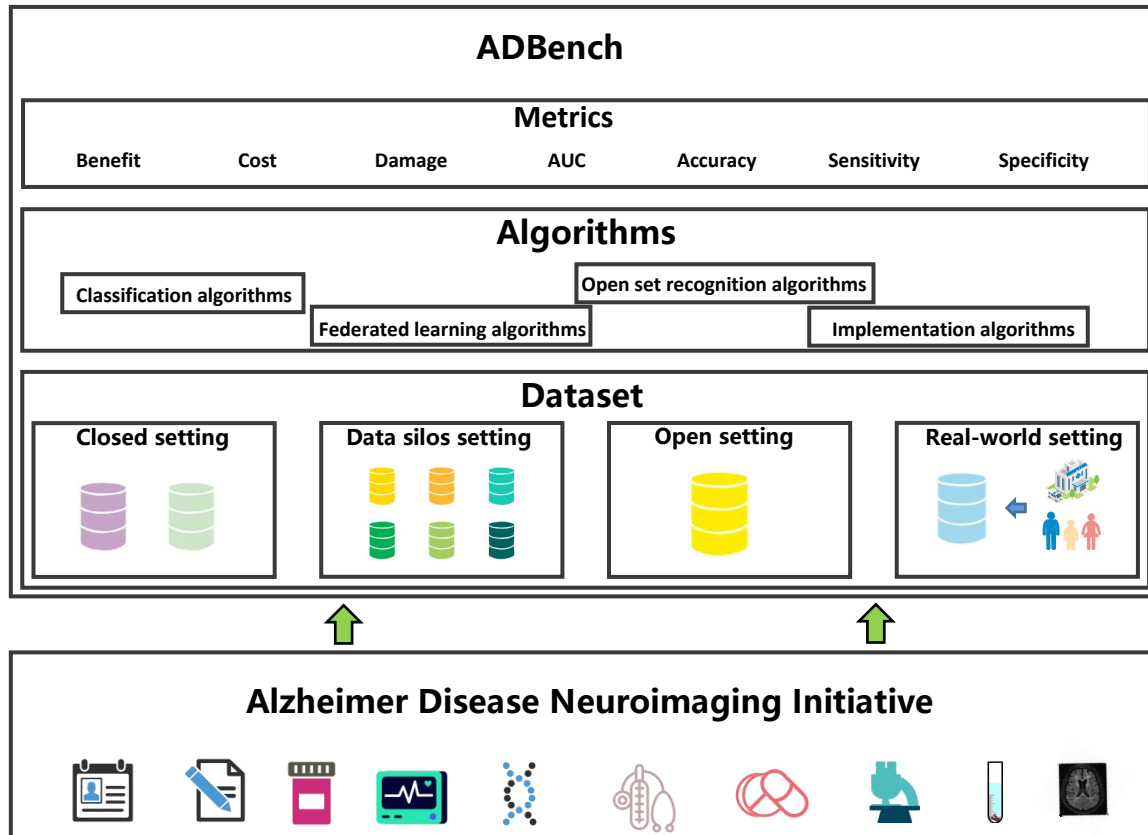 ADBench
Metrics
Benefit Cost Damage AUC Accuracy Sensitivity Specificity
Algorithms
Classification algorithms
Federated learning algorithms
Open set recognition algorithms
Implementation algorithms
Dataset
Closed setting
Data silos setting
Open setting
Real-world setting
Alzheimer Disease Neuroimaging Initiative